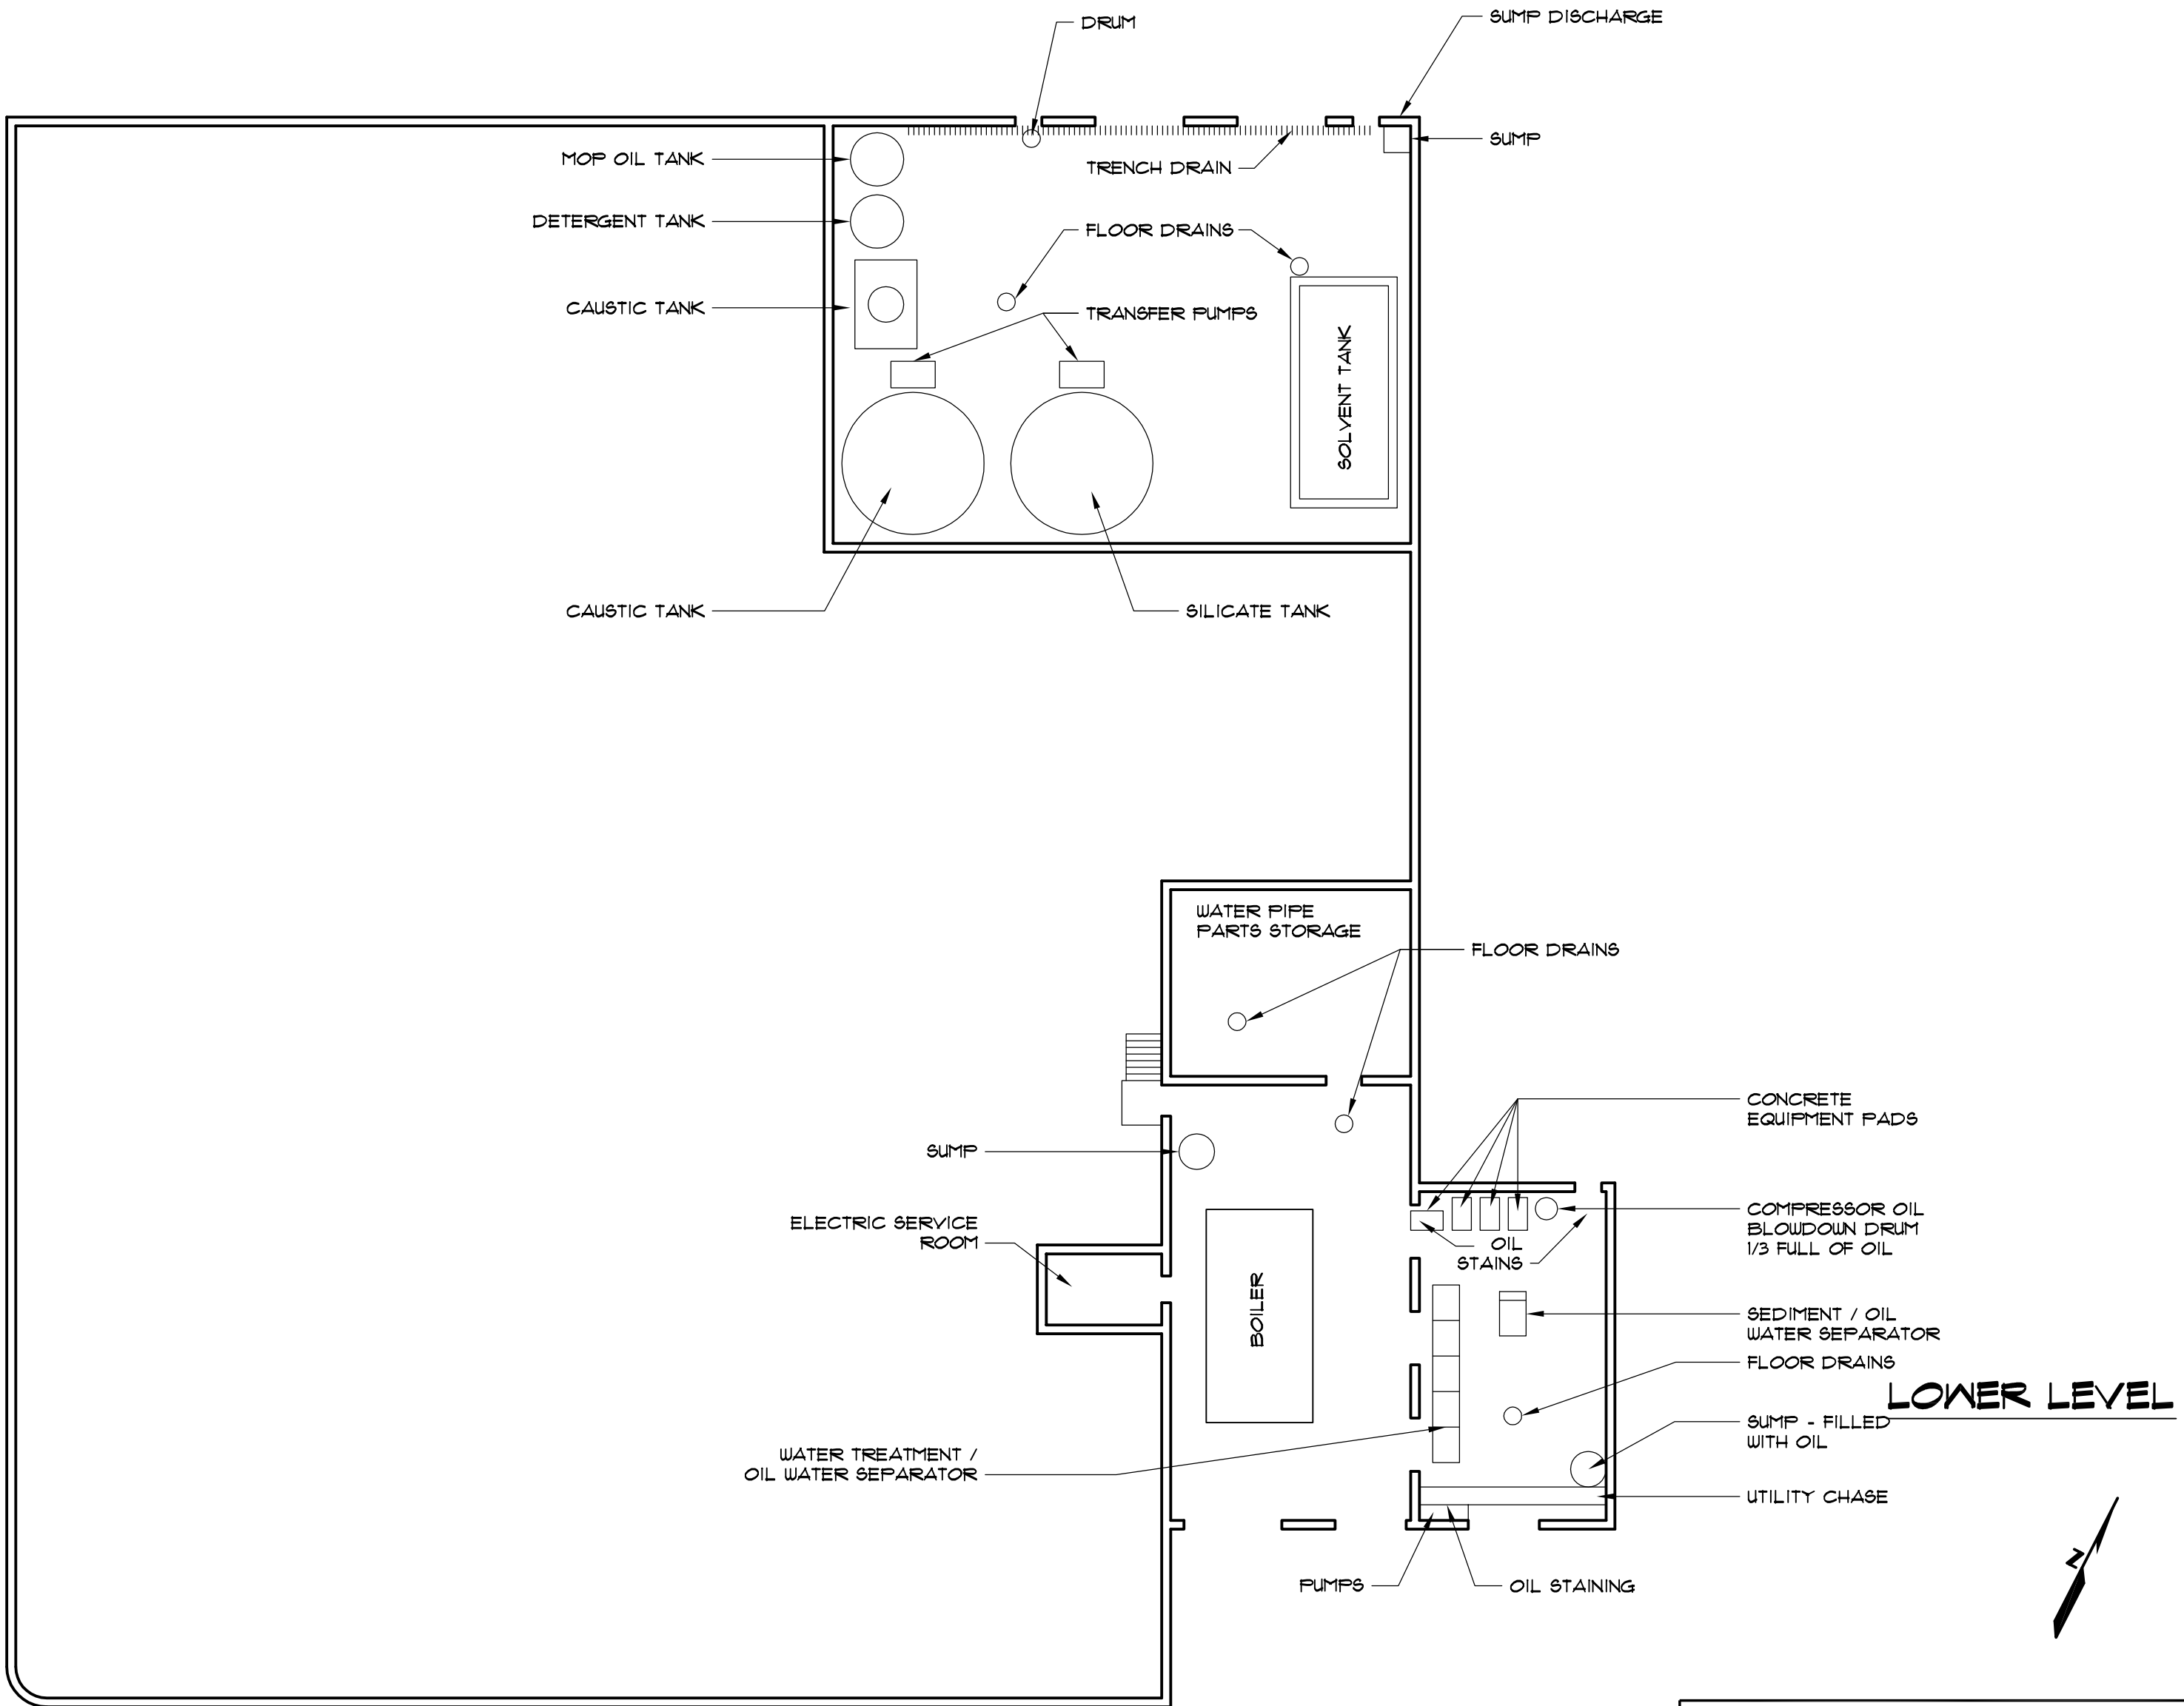 DRUM
SUMP DISCHARGE
SUMP
MOP OIL TANK
TRENCH DRAIN
DETERGENT TANK
FLOOR DRAINS
CAUSTIC TANK
TRANSFER PUMPS
SOLVENT TANK
CAUSTIC TANK
SILICATE TANK
WATER PIPE
PARTS STORAGE
FLOOR DRAINS
CONCRETE
EQUIPMENT PADS
SUMP
ELECTRIC SERVICE
ROOM
COMPRESSOR OIL
BLOWDOWN DRUM
1/3 FULL OF OIL
OIL
STAINS
BOILER
SEDIMENT / OIL
WATER SEPARATOR
FLOOR DRAINS
LOWER LEVEL
SUMP - FILLED
WITH OIL
WATER TREATMENT /
OIL WATER SEPARATOR
UTILITY CHASE
PUMPS
OIL STAINING
N